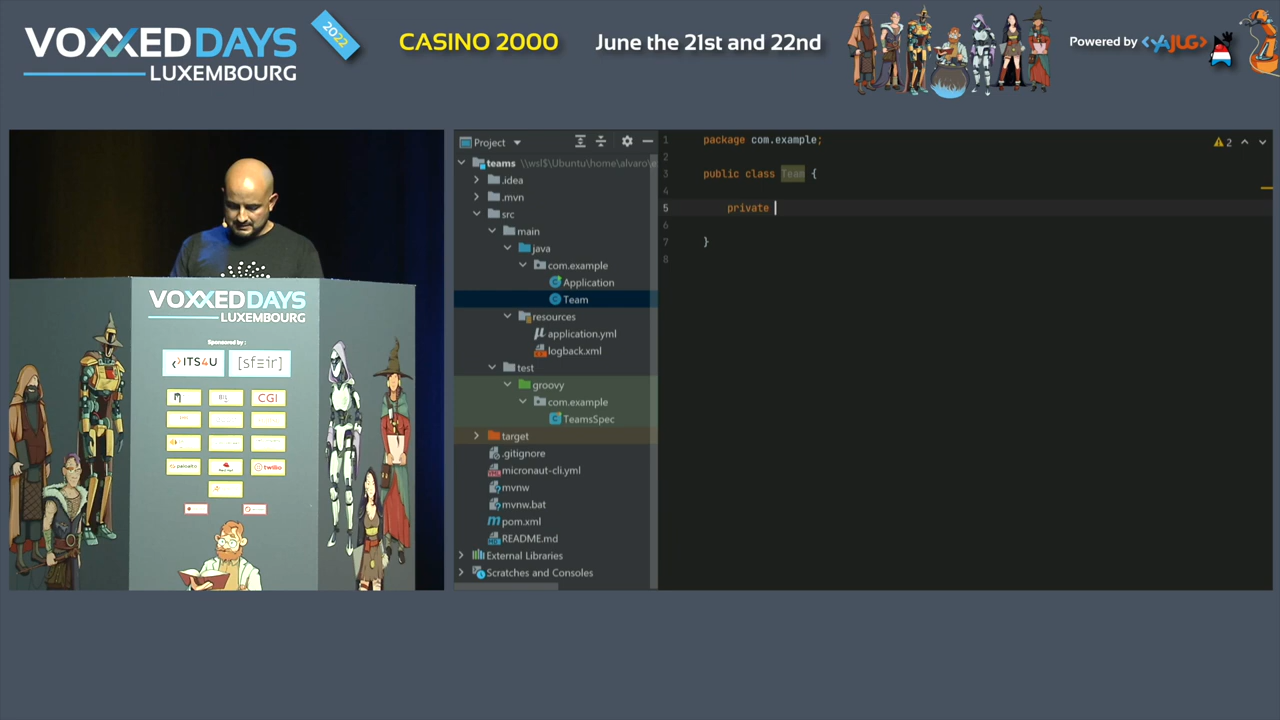 VOXXED DAYS
LUXEMBOURG
2022
CASINO 2000
June the 21st and 22nd
Powered by <YAJUG>
VOXXED DAYS
LUXEMBOURG
Sponsored by :
ITS4U
[sfeir]
CGI
paloalto
twilio
Project
teams \\wsl$\Ubuntu\home\alvaro\
.idea
.mvn
src
main
java
com.example
Application
Team
resources
application.yml
logback.xml
test
groovy
com.example
TeamsSpec
target
.gitignore
micronaut-cli.yml
mvnw
mvnw.bat
pom.xml
README.md
External Libraries
Scratches and Consoles
1 package com.example;
2
3 public class Team {
4
5 private
6
7 }
8
2